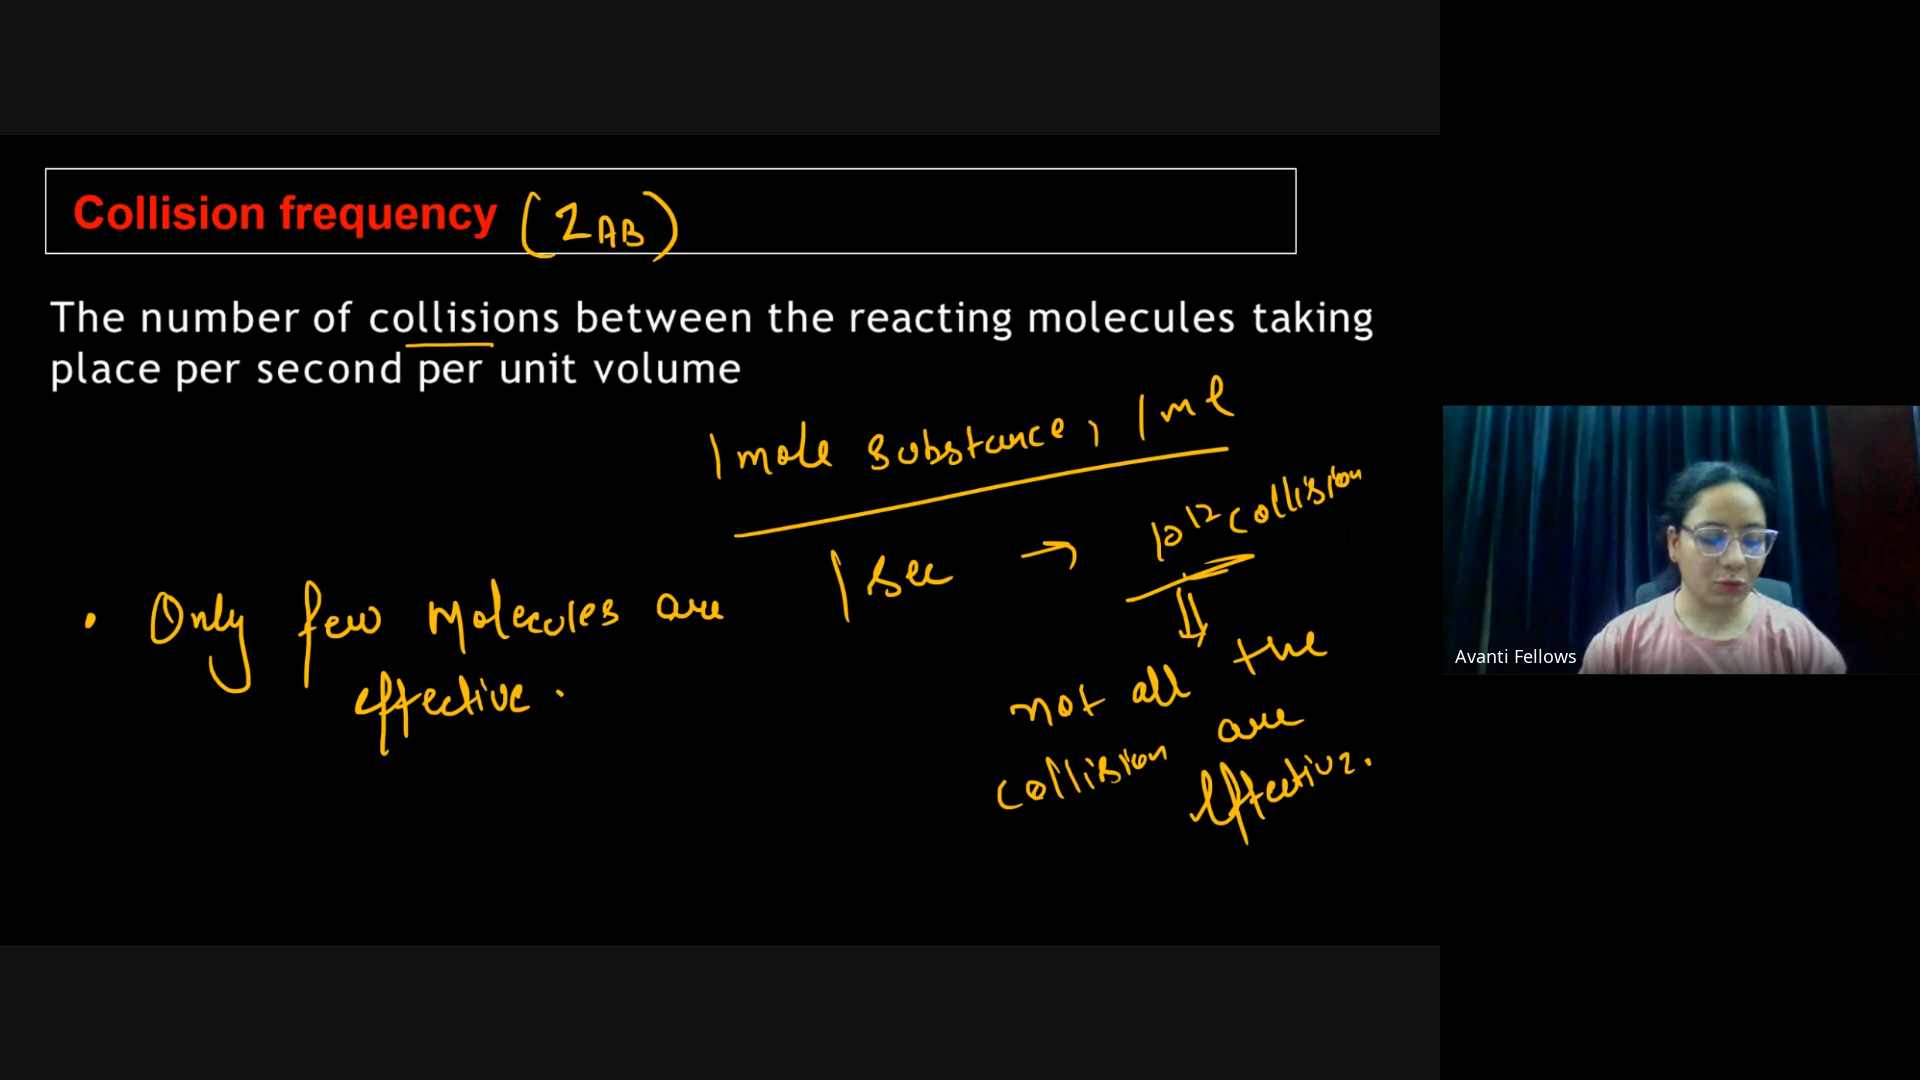 Collision frequency (ZAB)
The number of collisions between the reacting molecules taking
place per second per unit volume
1 mole substance, 1 ml
1 sec → 10¹² collision
not all the
collision are
effective.
• Only few molecules are
effective.
Avanti Fellows